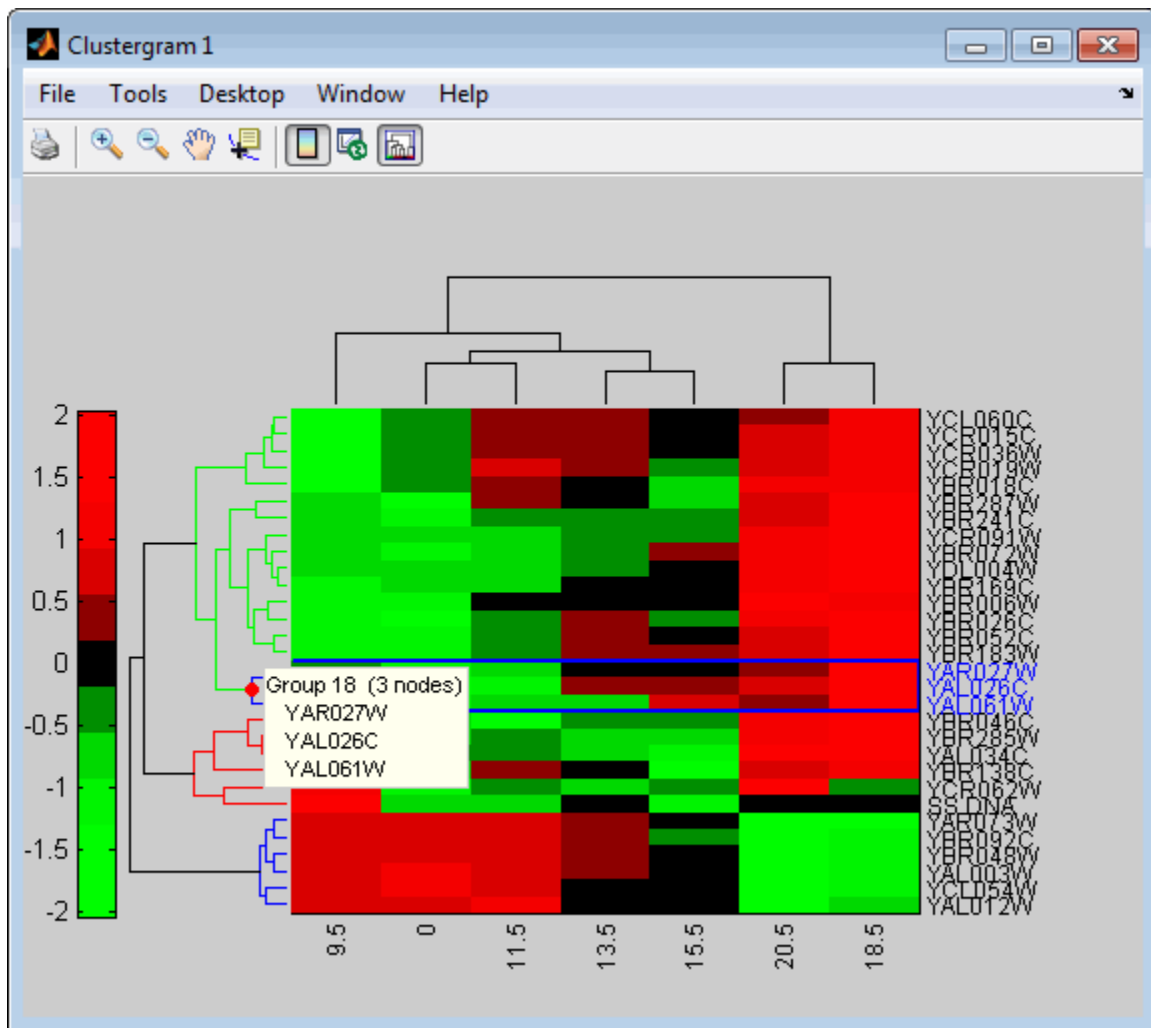 Clustergram 1
File Tools Desktop Window Help
2
1.5
1
0.5
0
-0.5
-1
-1.5
-2
YCL060C
YCR015C
YCR036W
YCR019W
YBR018C
YBR287W
YBR241C
YCR091W
YBR072W
YDL004W
YBR169C
YBR006W
YBR026C
YBR052C
YBR183W
YAR027W
YAL026C
YAL061W
YBR046C
YBR285W
YAL034C
YBR138C
YCR062W
SS DNA
YAR073W
YBR092C
YBR048W
YAL003W
YCL054W
YAL012W
Group 18 (3 nodes)
YAR027W
YAL026C
YAL061W
9.5
0
11.5
13.5
15.5
20.5
18.5